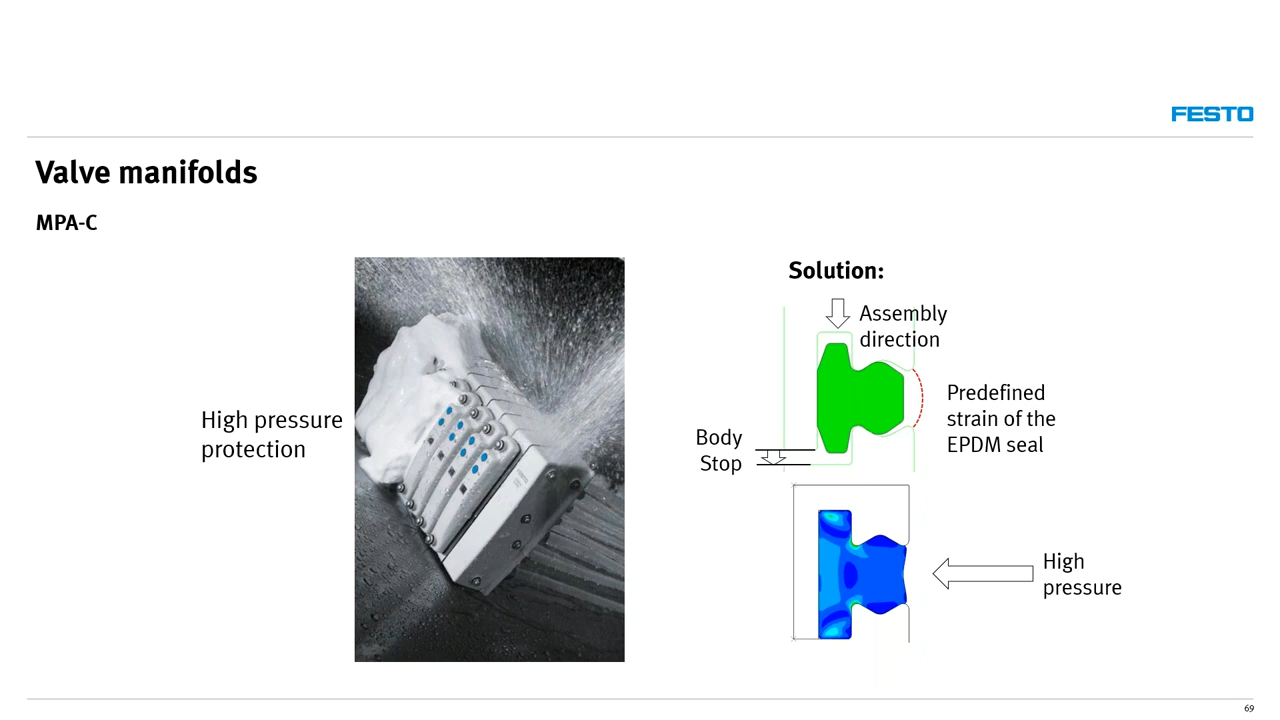 FESTO
Valve manifolds
MPA-C
High pressure
protection
Solution:
Assembly
direction
Predefined
strain of the
EPDM seal
Body
Stop
High
pressure
69